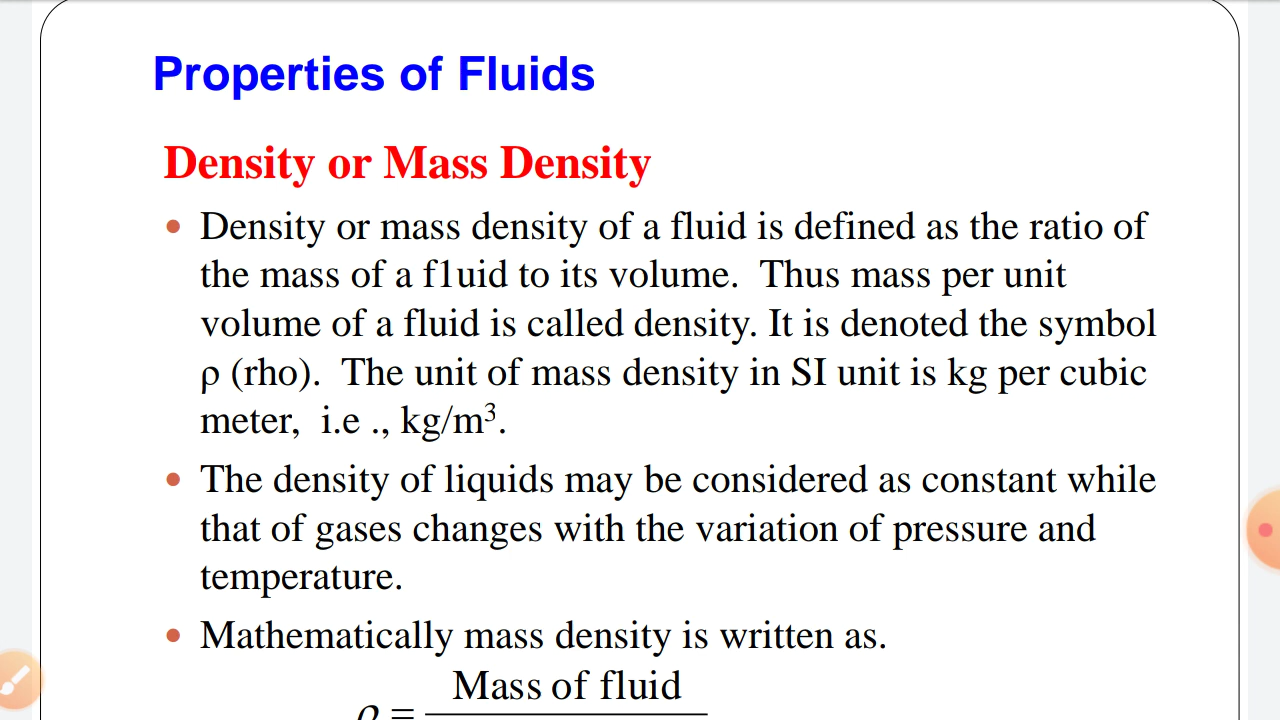 Properties of Fluids
Density or Mass Density
• Density or mass density of a fluid is defined as the ratio of
the mass of a f1uid to its volume.  Thus mass per unit
volume of a fluid is called density. It is denoted the symbol
ρ (rho).  The unit of mass density in SI unit is kg per cubic
meter,  i.e ., kg/m³.
• The density of liquids may be considered as constant while
that of gases changes with the variation of pressure and
temperature.
• Mathematically mass density is written as.
Mass of fluid
ρ =